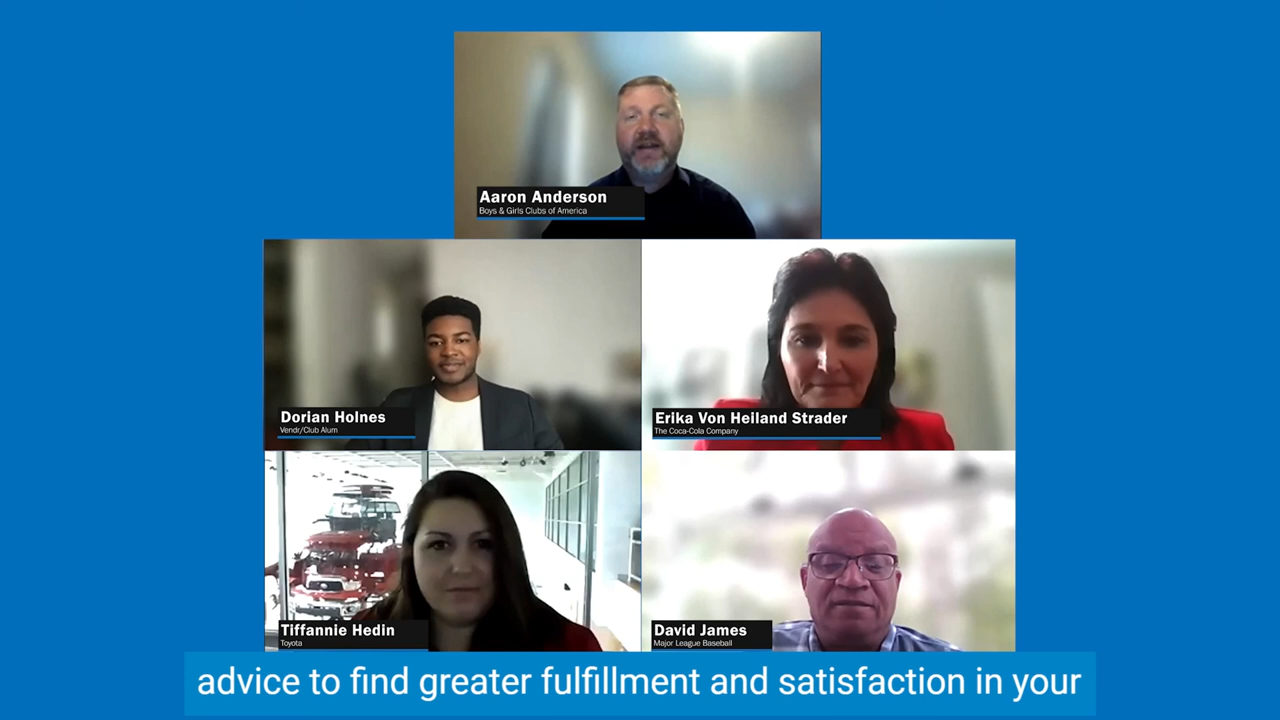 Aaron Anderson
Boys & Girls Clubs of America
Dorian Holnes
Vendr/Club Alum
Erika Von Heiland Strader
The Coca-Cola Company
Tiffannie Hedin
Toyota
David James
Major League Baseball
advice to find greater fulfillment and satisfaction in your